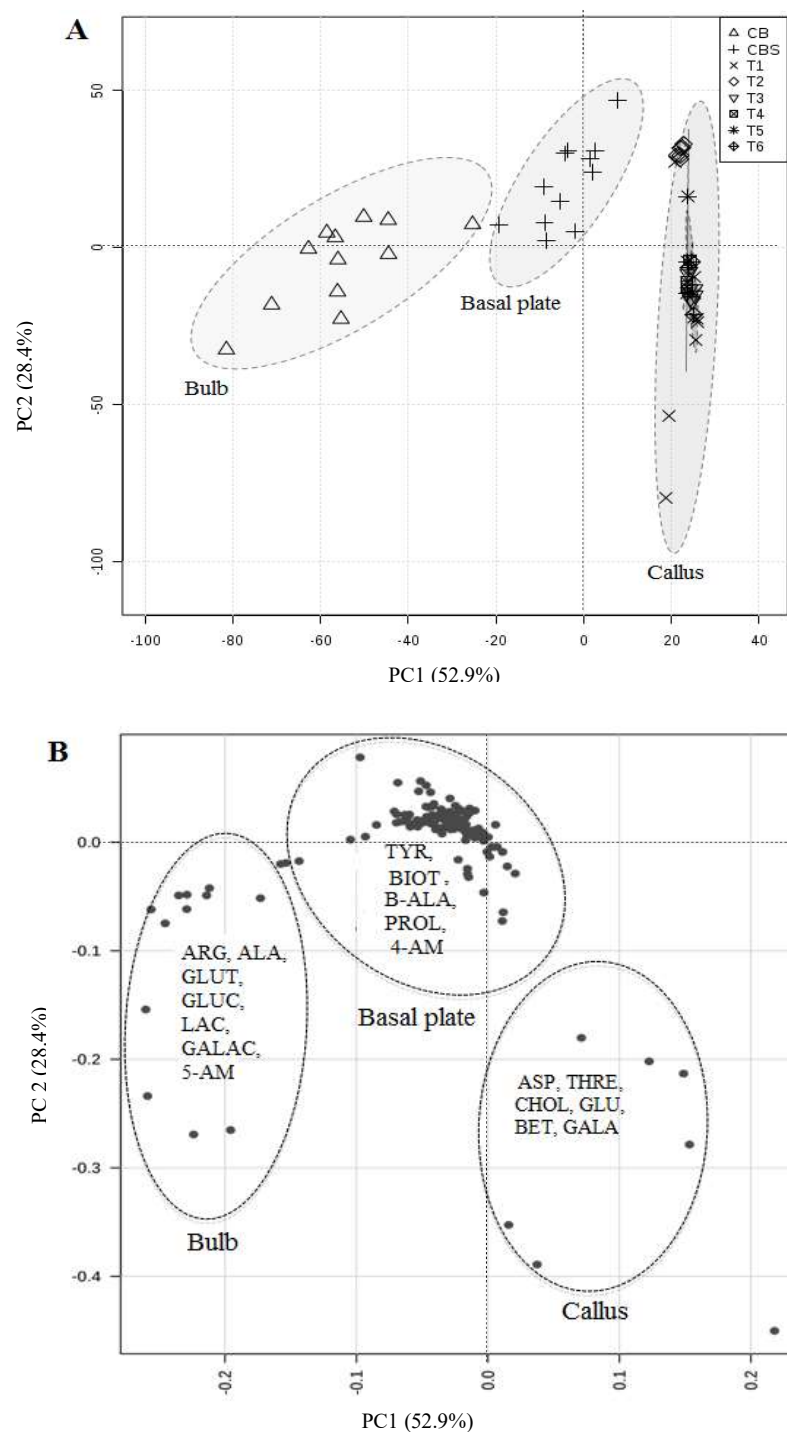 A
CB
CBS
T1
T2
T3
T4
T5
T6
50
0
-50
-100
PC2 (28.4%)
Bulb
Basal plate
Callus
-100 -80 -60 -40 -20 0 20 40
PC1 (52.9%)
B
0.0
-0.1
-0.2
-0.3
-0.4
PC 2 (28.4%)
TYR,
BIOT ,
B-ALA,
PROL,
4-AM
Basal plate
ARG, ALA,
GLUT,
GLUC,
LAC,
GALAC,
5-AM
Bulb
ASP, THRE,
CHOL, GLU,
BET, GALA
Callus
-0.2 -0.1 0.0 0.1 0.2
PC1 (52.9%)